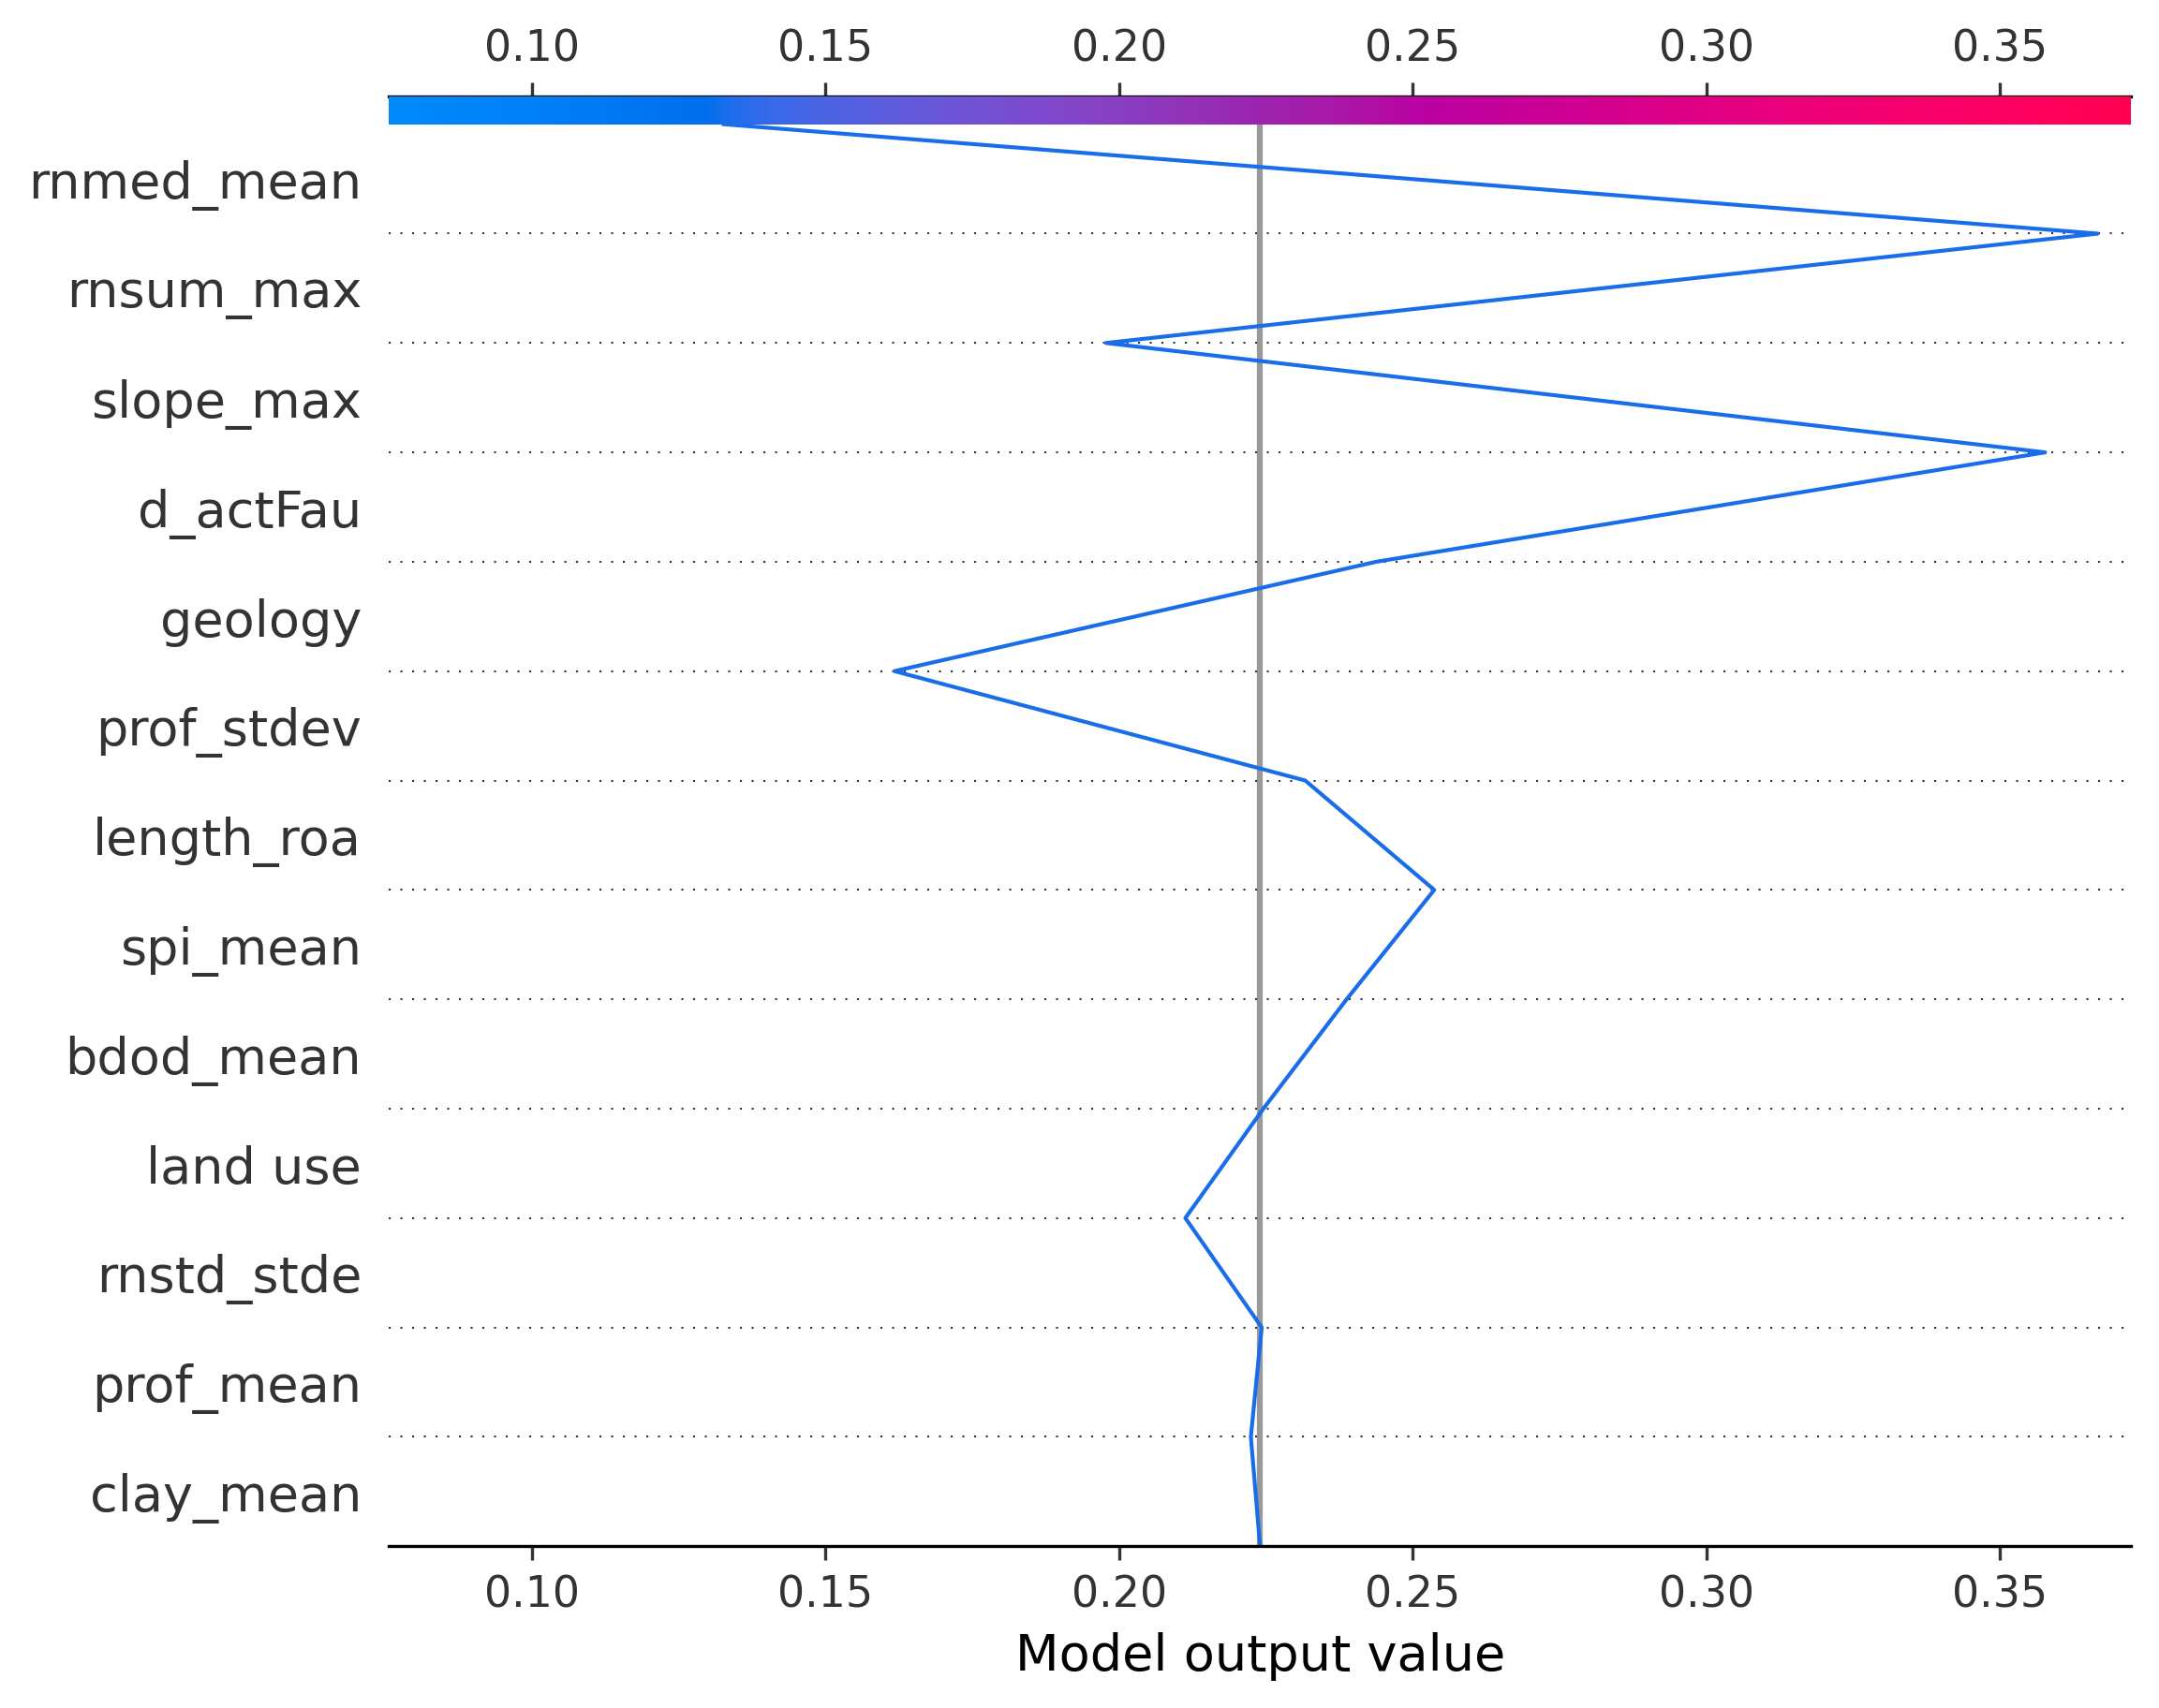 0.10 0.15 0.20 0.25 0.30 0.35
rnmed_mean
rnsum_max
slope_max
d_actFau
geology
prof_stdev
length_roa
spi_mean
bdod_mean
land use
rnstd_stde
prof_mean
clay_mean
0.10 0.15 0.20 0.25 0.30 0.35
Model output value